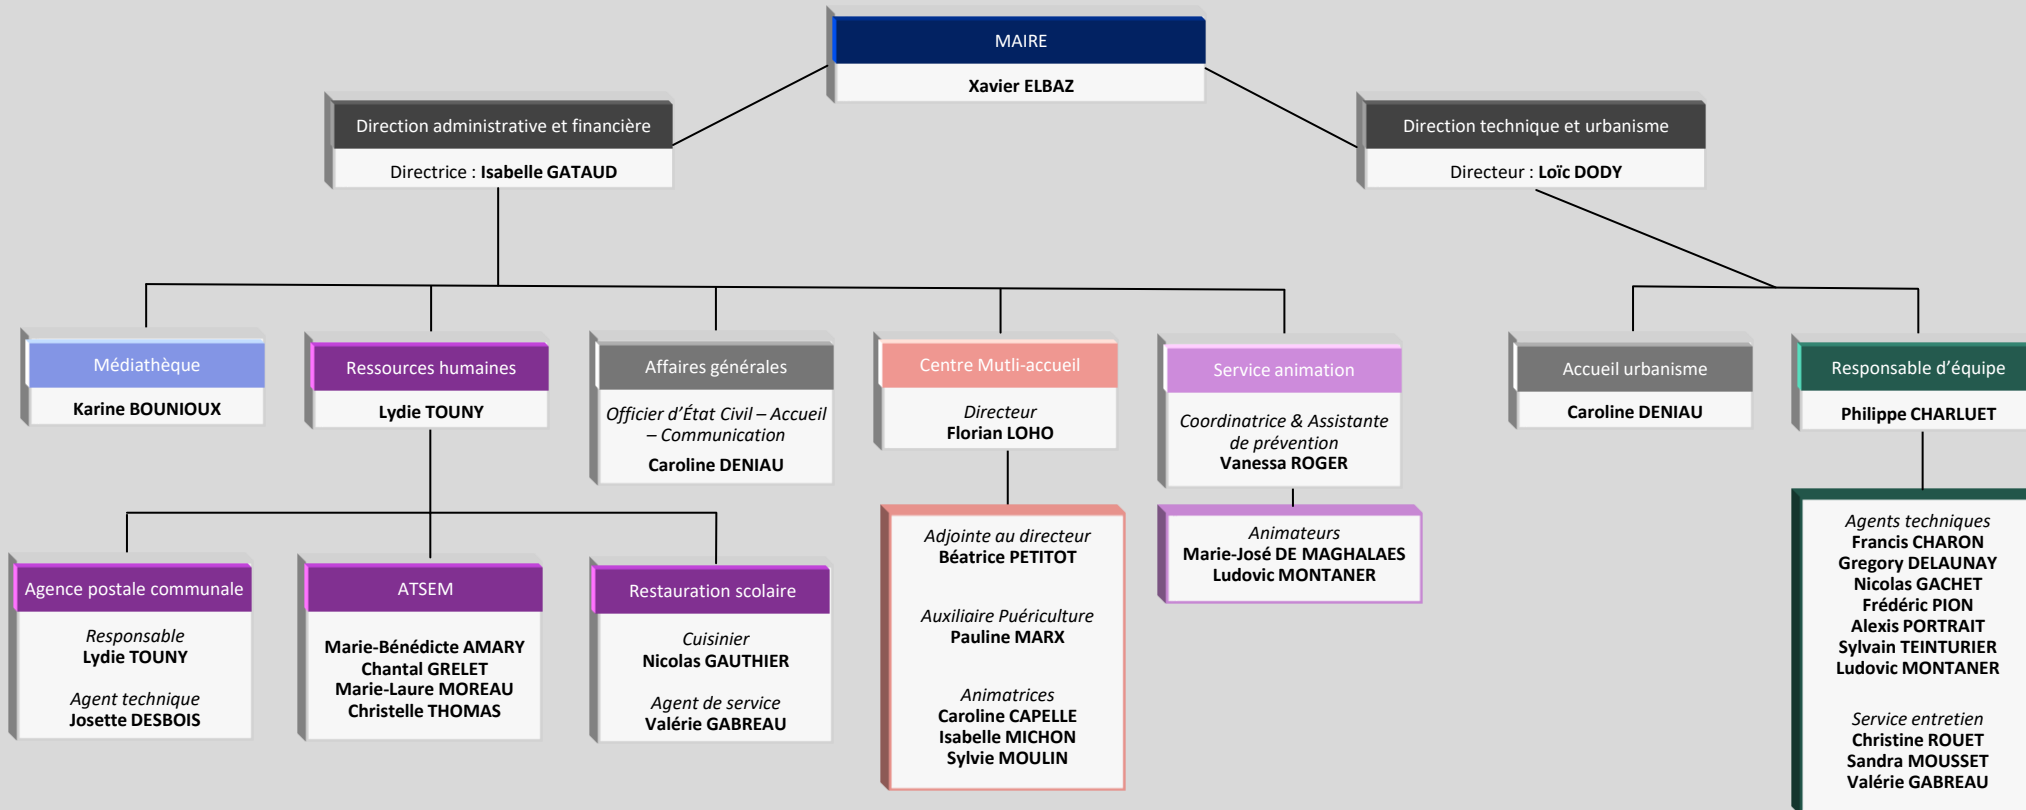 MAIRE
Xavier ELBAZ
Direction administrative et financière
Directrice : Isabelle GATAUD
Direction technique et urbanisme
Directeur : Loïc DODY
Médiathèque
Karine BOUNIOUX
Ressources humaines
Lydie TOUNY
Affaires générales
Officier d’État Civil – Accueil
– Communication
Caroline DENIAU
Centre Mutli-accueil
Directeur
Florian LOHO
Service animation
Coordinatrice & Assistante
de prévention
Vanessa ROGER
Accueil urbanisme
Caroline DENIAU
Responsable d’équipe
Philippe CHARLUET
Agence postale communale
Responsable
Lydie TOUNY
Agent technique
Josette DESBOIS
ATSEM
Marie-Bénédicte AMARY
Chantal GRELET
Marie-Laure MOREAU
Christelle THOMAS
Restauration scolaire
Cuisinier
Nicolas GAUTHIER
Agent de service
Valérie GABREAU
Adjointe au directeur
Béatrice PETITOT
Auxiliaire Puériculture
Pauline MARX
Animatrices
Caroline CAPELLE
Isabelle MICHON
Sylvie MOULIN
Animateurs
Marie-José DE MAGHALAES
Ludovic MONTANER
Agents techniques
Francis CHARON
Gregory DELAUNAY
Nicolas GACHET
Frédéric PION
Alexis PORTRAIT
Sylvain TEINTURIER
Ludovic MONTANER
Service entretien
Christine ROUET
Sandra MOUSSET
Valérie GABREAU